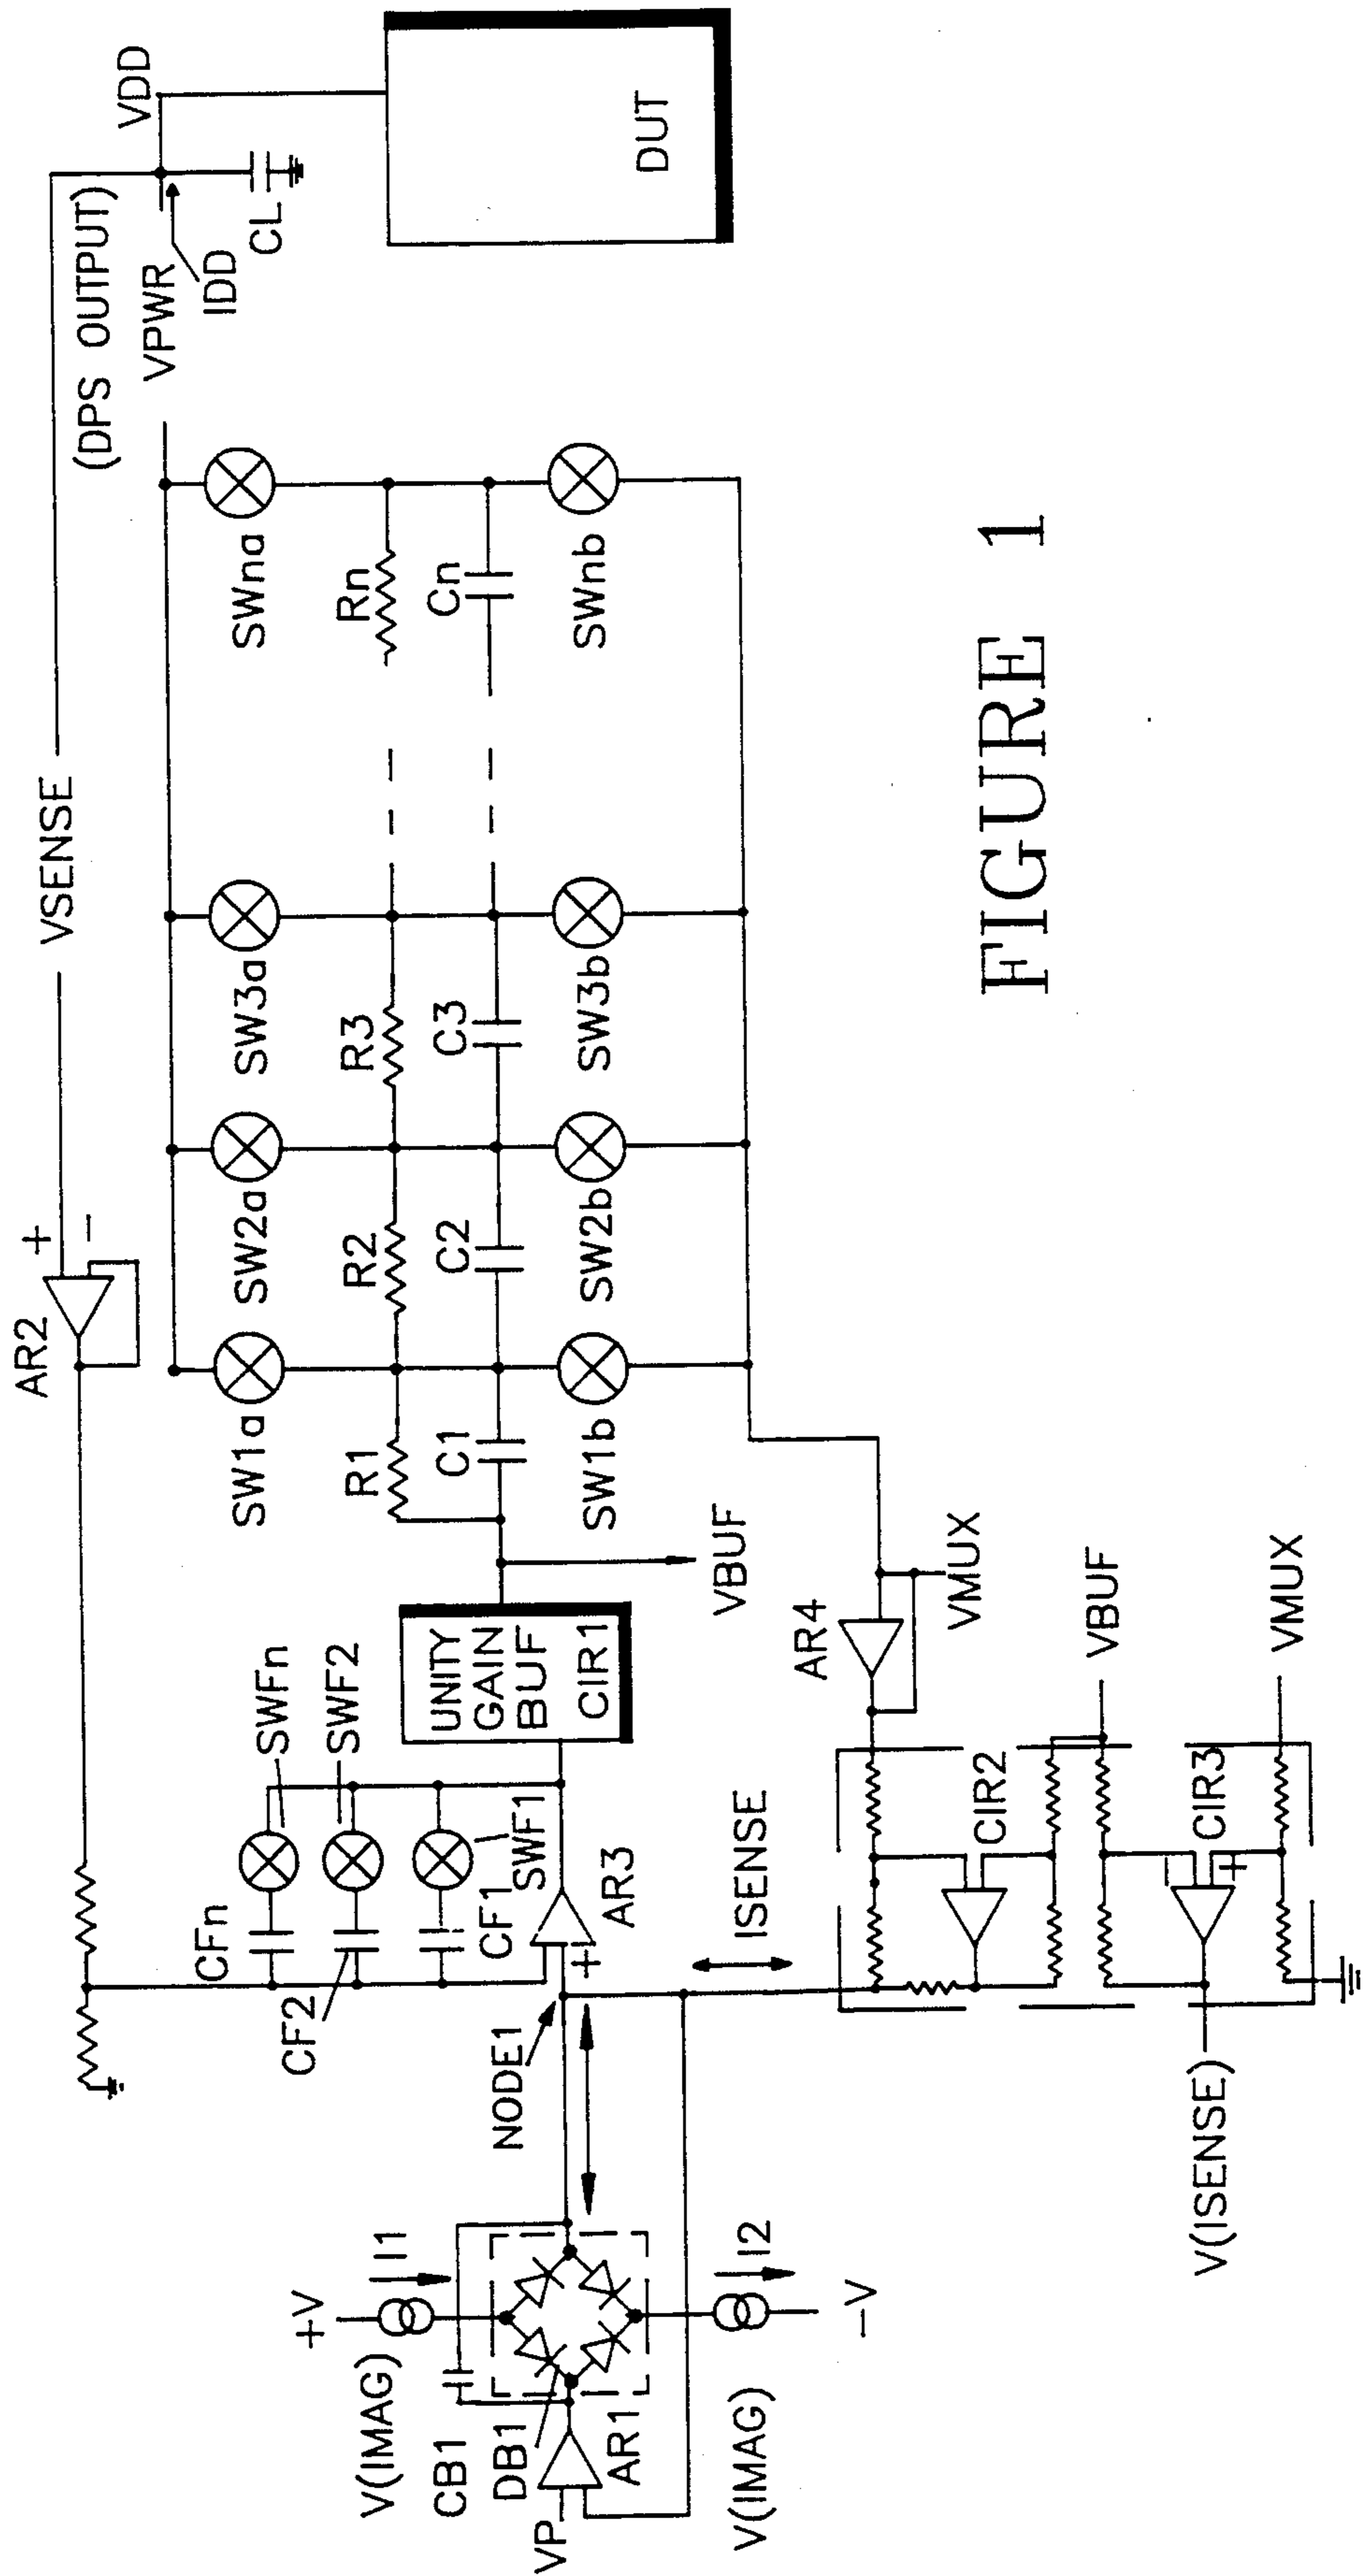 VSENSE
VDD
(DPS OUTPUT)
VPWR
IDD
CL
DUT
AR2
+
−
SW1a
SW2a
SW3a
SWna
R1
R2
R3
Rn
C1
C2
C3
Cn
SW1b
SW2b
SW3b
SWnb
CFn
SWFn
CF2
SWF2
CF1
SWF1
UNITY
GAIN
BUF
CIR1
VBUF
AR3
+
NODE1
+V
I1
V(IMAG)
CB1
DB1
VP
AR1
V(IMAG)
I2
−V
ISENSE
AR4
VMUX
CIR2
VBUF
CIR3
−
+
VMUX
V(ISENSE)
FIGURE 1